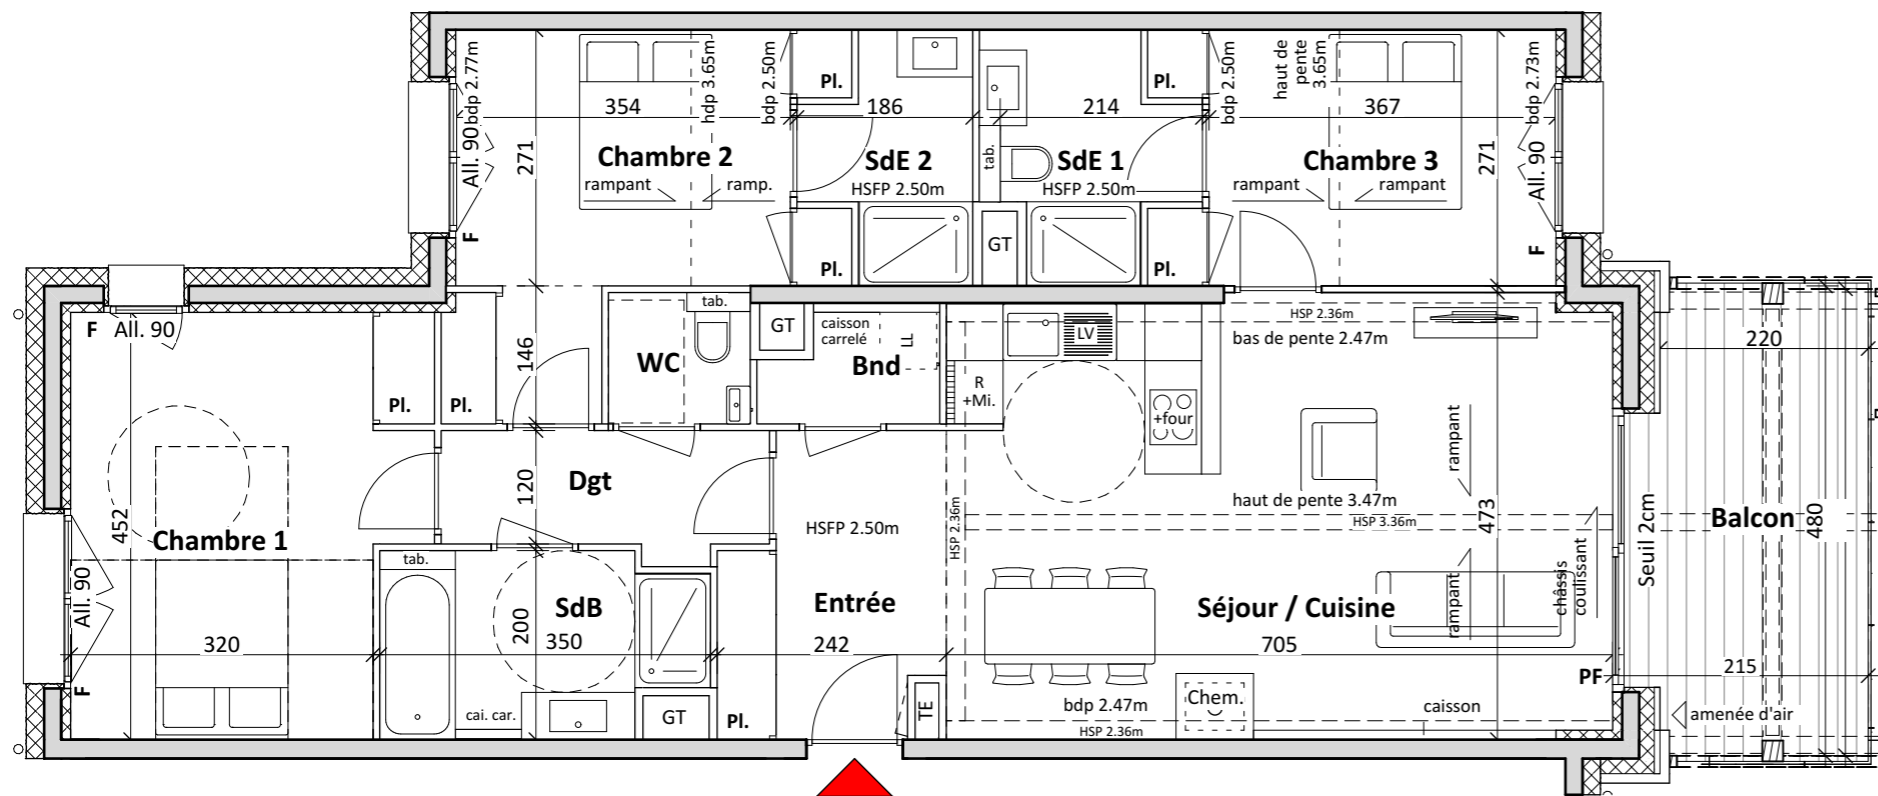 bdp 2.77m
All. 90
F
354
hdp 3.65m
bdp 2.50m
271
Chambre 2
rampant
ramp.
Pl.
186
SdE 2
HSFP 2.50m
Pl.
tab.
GT
Pl.
214
SdE 1
HSFP 2.50m
Pl.
bdp 2.50m
haut de
pente
3.65m
367
Chambre 3
rampant
rampant
271
bdp 2.73m
All. 90
F
F
All. 90
452
Chambre 1
All. 90
F
320
Pl.
Pl.
146
WC
tab.
GT
caisson
carrelé
LL
Bnd
Dgt
120
tab.
SdB
200
350
cai. car.
GT
Pl.
HSFP 2.50m
Entrée
242
TE
R
+Mi.
LV
+four
HSP 2.36m
bas de pente 2.47m
rampant
haut de pente 3.47m
HSP 3.36m
HSP 2.36m
473
Séjour / Cuisine
rampant
châssis
coulissant
705
PF
bdp 2.47m
HSP 2.36m
Chem.
caisson
Seuil 2cm
220
Balcon
480
215
amenée d'air